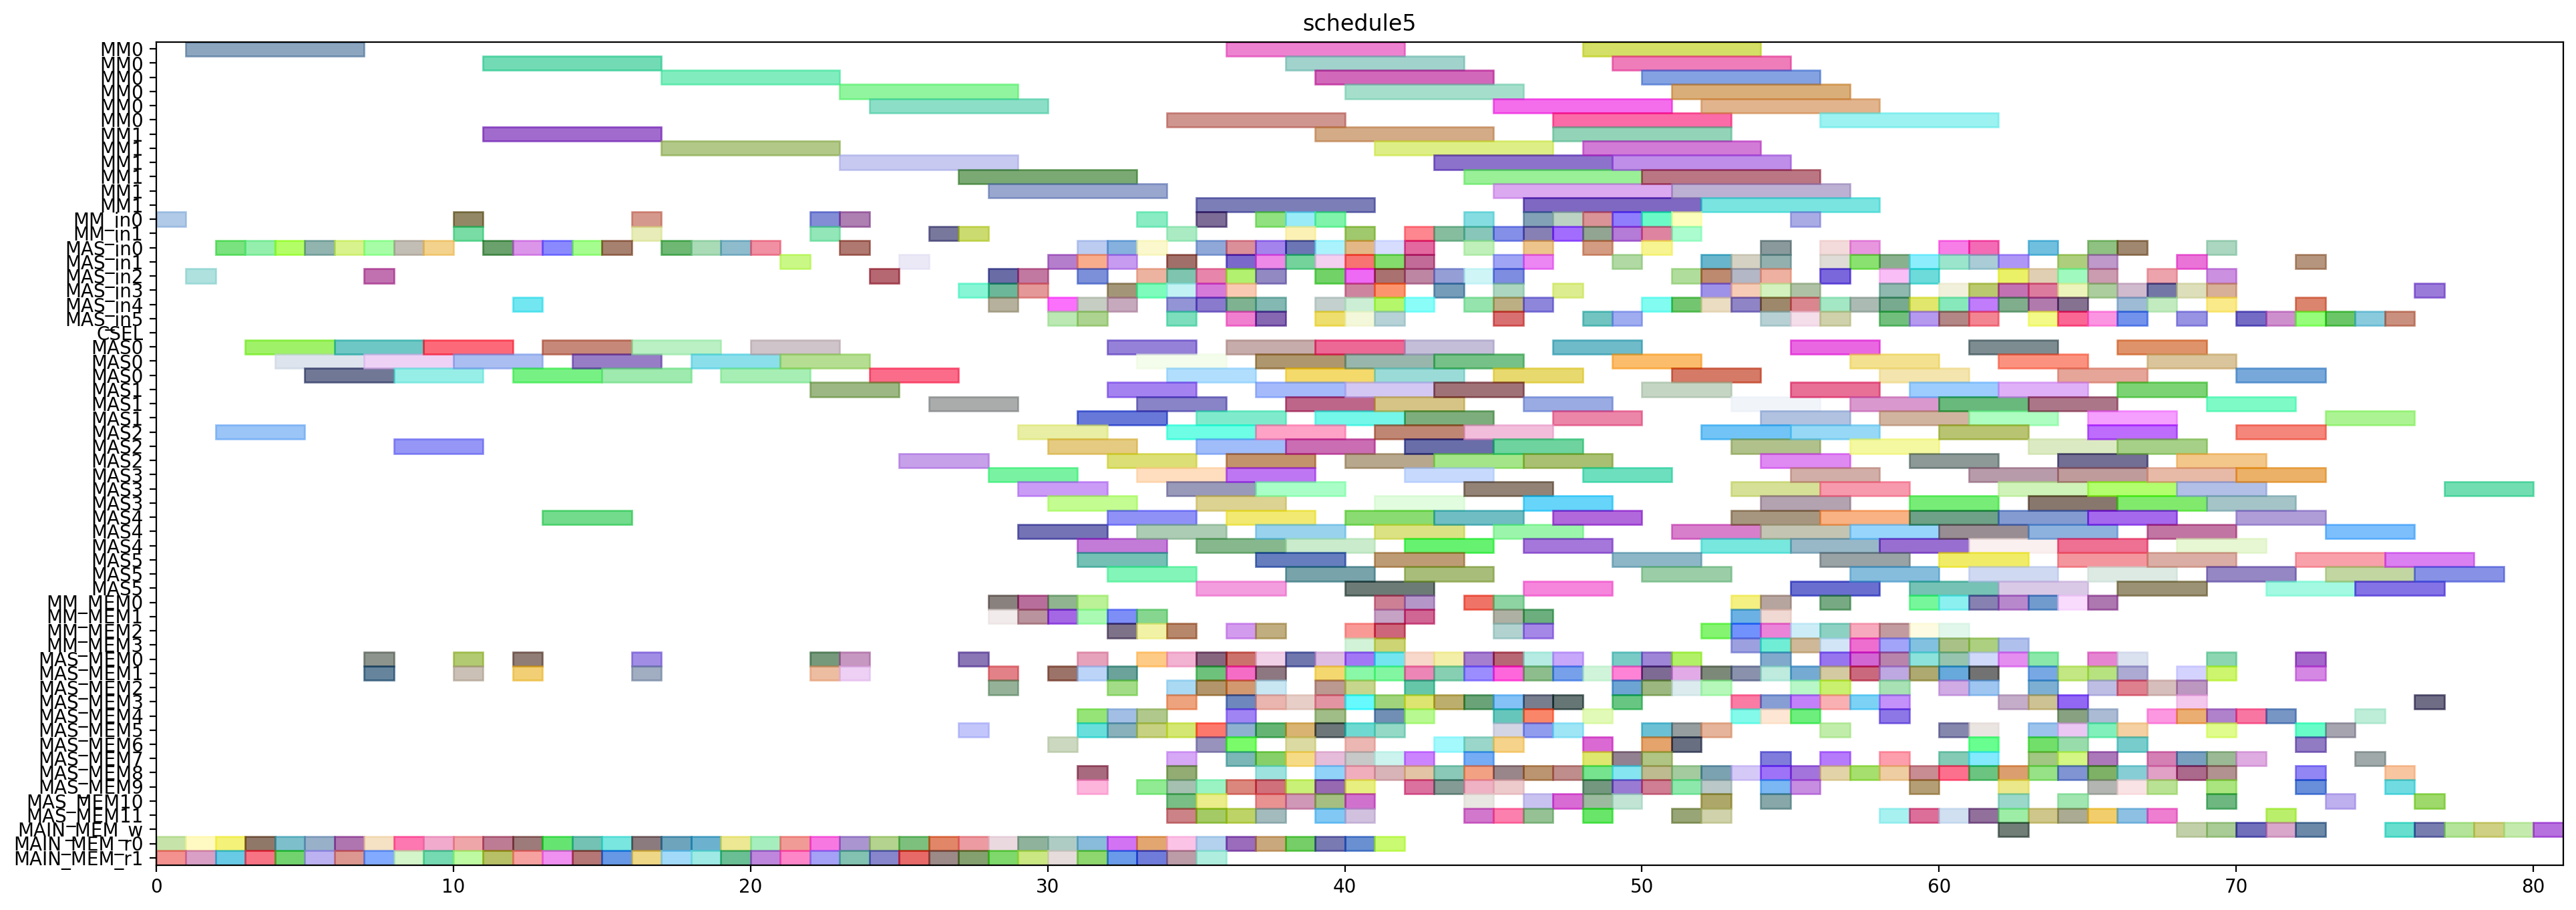 schedule5
MM0
MM0
MM0
MM0
MM0
MM0
MM1
MM1
MM1
MM1
MM1
MM1
MM_in0
MM_in1
MAS_in0
MAS_in1
MAS_in2
MAS_in3
MAS_in4
MAS_in5
CSEL
MAS0
MAS0
MAS0
MAS1
MAS1
MAS1
MAS2
MAS2
MAS2
MAS3
MAS3
MAS3
MAS4
MAS4
MAS4
MAS5
MAS5
MAS5
MM_MEM0
MM_MEM1
MM_MEM2
MM_MEM3
MAS_MEM0
MAS_MEM1
MAS_MEM2
MAS_MEM3
MAS_MEM4
MAS_MEM5
MAS_MEM6
MAS_MEM7
MAS_MEM8
MAS_MEM9
MAS_MEM10
MAS_MEM11
MAIN_MEM_w
MAIN_MEM_r0
MAIN_MEM_r1
0 10 20 30 40 50 60 70 80